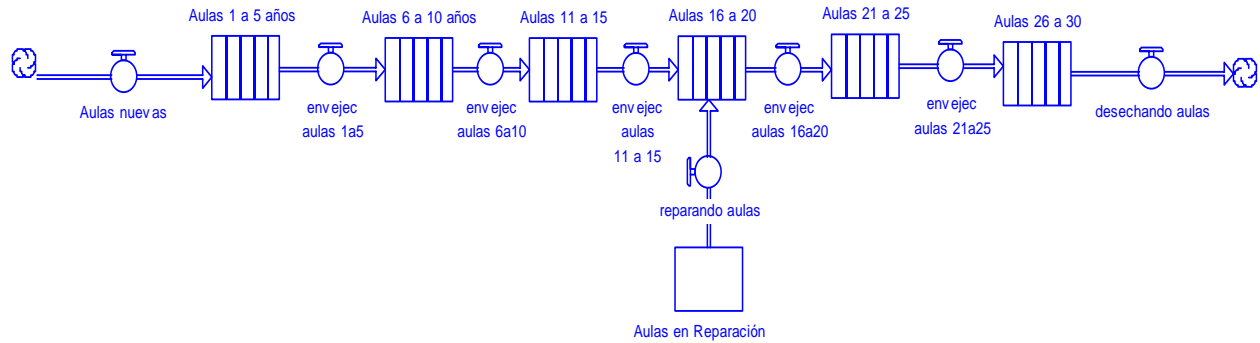 Aulas 1 a 5 años
Aulas 6 a 10 años
Aulas 11 a 15
Aulas 16 a 20
Aulas 21 a 25
Aulas 26 a 30
Aulas nuevas
envejec
aulas 1a5
envejec
aulas 6a10
envejec
aulas
11 a 15
envejec
aulas 16a20
envejec
aulas 21a25
desechando aulas
reparando aulas
Aulas en Reparación